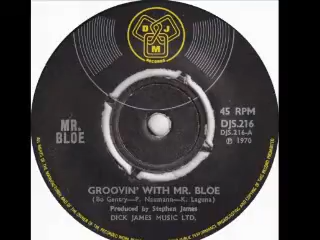 DJM
RECORDS
MR.
BLOE
45 RPM
DJS.216
DJS.216-A
℗ 1970
GROOVIN' WITH MR. BLOE
(Bo Gentry—P. Naumann—K. Laguna)
Produced by Stephen James
DICK JAMES MUSIC LTD.